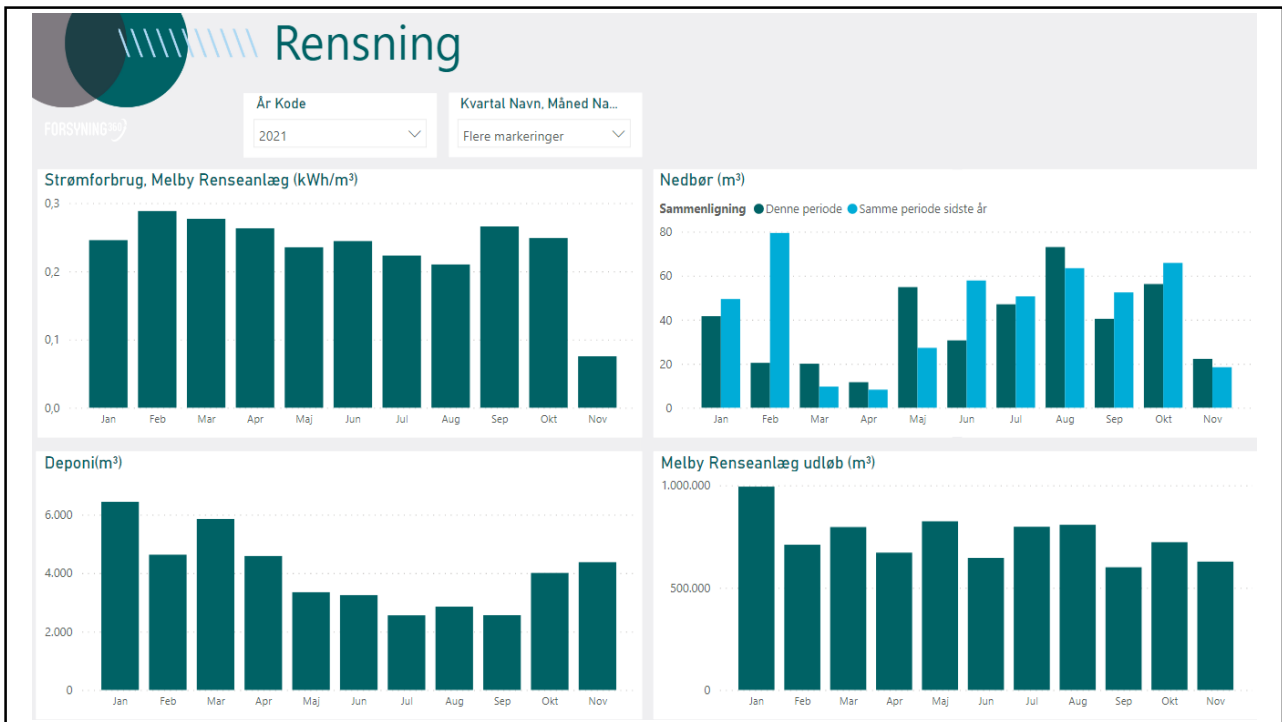 Rensning
FORSYNING360
År Kode
2021
Kvartal Navn, Måned Na...
Flere markeringer
Strømforbrug, Melby Renseanlæg (kWh/m³)
0,3
0,2
0,1
0,0
Jan Feb Mar Apr Maj Jun Jul Aug Sep Okt Nov
Nedbør (m³)
Sammenligning Denne periode Samme periode sidste år
80
60
40
20
0
Jan Feb Mar Apr Maj Jun Jul Aug Sep Okt Nov
Deponi(m³)
6.000
4.000
2.000
0
Jan Feb Mar Apr Maj Jun Jul Aug Sep Okt Nov
Melby Renseanlæg udløb (m³)
1.000.000
500.000
0
Jan Feb Mar Apr Maj Jun Jul Aug Sep Okt Nov